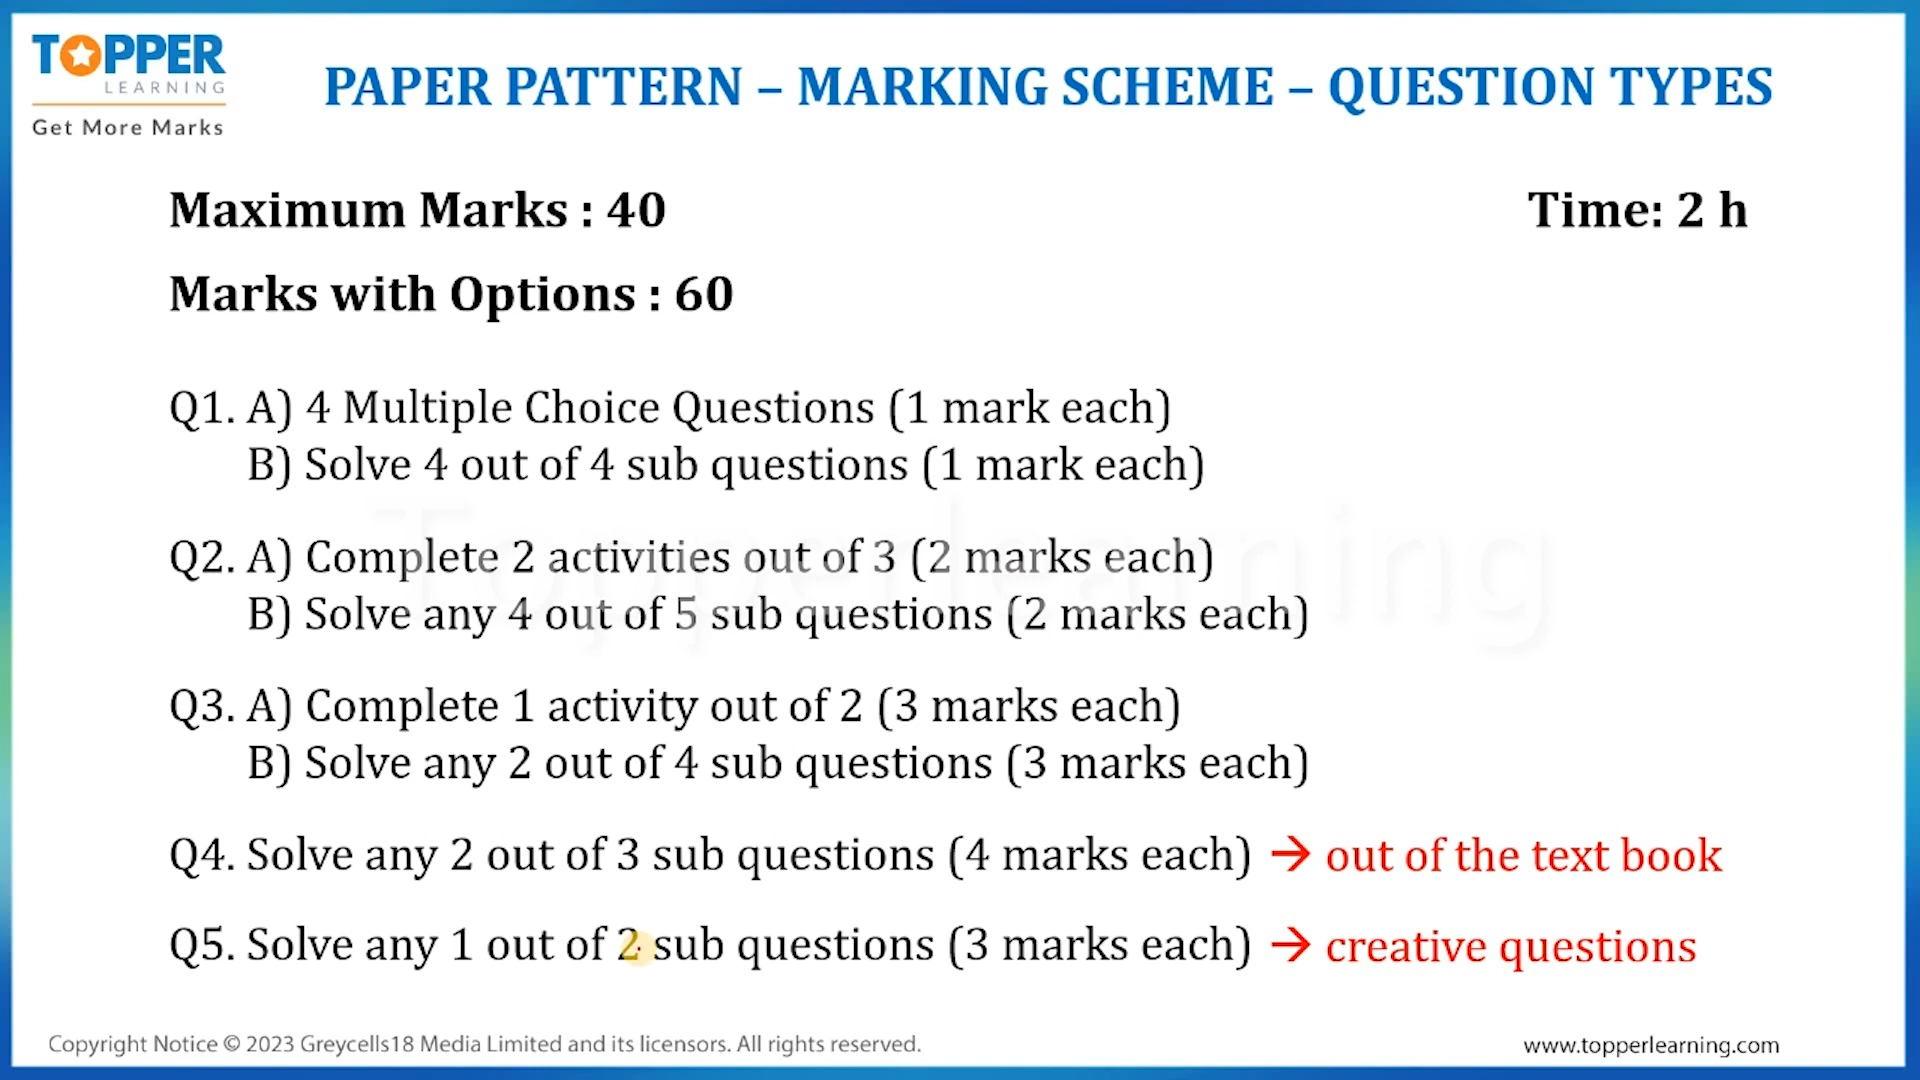 TOPPER
LEARNING
Get More Marks
PAPER PATTERN – MARKING SCHEME – QUESTION TYPES
Maximum Marks : 40
Time: 2 h
Marks with Options : 60
Q1. A) 4 Multiple Choice Questions (1 mark each)
B) Solve 4 out of 4 sub questions (1 mark each)
Q2. A) Complete 2 activities out of 3 (2 marks each)
B) Solve any 4 out of 5 sub questions (2 marks each)
Topperlearning
Q3. A) Complete 1 activity out of 2 (3 marks each)
B) Solve any 2 out of 4 sub questions (3 marks each)
Q4. Solve any 2 out of 3 sub questions (4 marks each) → out of the text book
Q5. Solve any 1 out of 2 sub questions (3 marks each) → creative questions
Copyright Notice © 2023 Greycells18 Media Limited and its licensors. All rights reserved.
www.topperlearning.com